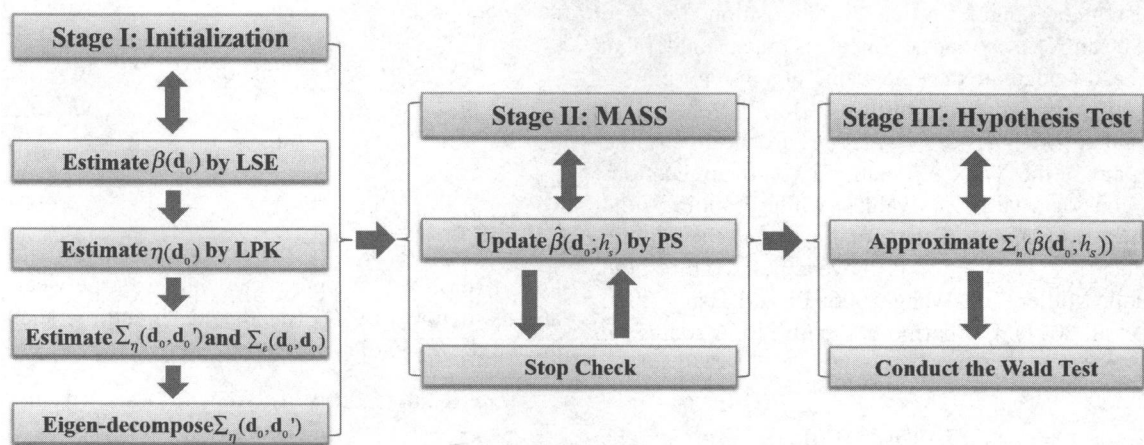 Stage I: Initialization
Estimate β(d₀) by LSE
Estimate η(d₀) by LPK
Estimate Σ_η(d₀,d₀') and Σ_ε(d₀,d₀)
Eigen-decompose Σ_η(d₀,d₀')
Stage II: MASS
Update β̂(d₀;h_s) by PS
Stop Check
Stage III: Hypothesis Test
Approximate Σ_n(β̂(d₀;h_S))
Conduct the Wald Test